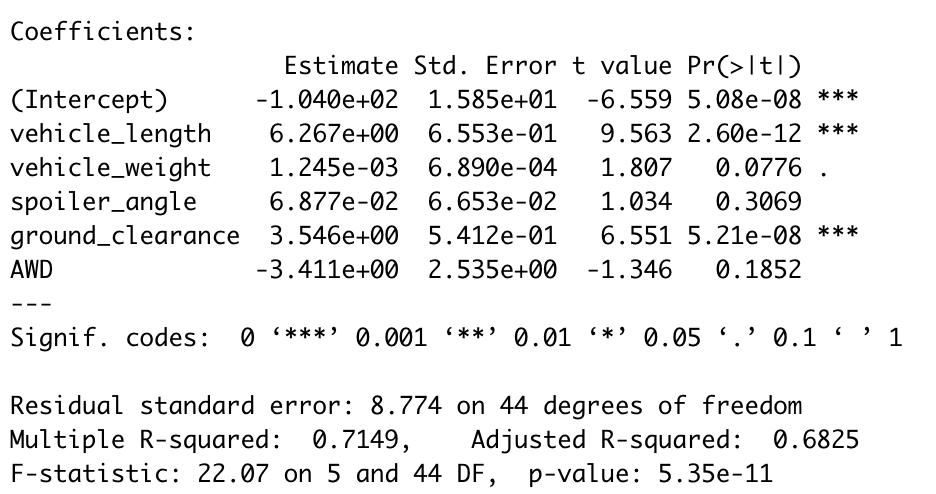 Coefficients:
Estimate Std. Error t value Pr(>|t|)
(Intercept) -1.040e+02 1.585e+01 -6.559 5.08e-08 ***
vehicle_length 6.267e+00 6.553e-01 9.563 2.60e-12 ***
vehicle_weight 1.245e-03 6.890e-04 1.807 0.0776 .
spoiler_angle 6.877e-02 6.653e-02 1.034 0.3069
ground_clearance 3.546e+00 5.412e-01 6.551 5.21e-08 ***
AWD -3.411e+00 2.535e+00 -1.346 0.1852
---
Signif. codes: 0 ‘***’ 0.001 ‘**’ 0.01 ‘*’ 0.05 ‘.’ 0.1 ‘ ’ 1
Residual standard error: 8.774 on 44 degrees of freedom
Multiple R-squared: 0.7149, Adjusted R-squared: 0.6825
F-statistic: 22.07 on 5 and 44 DF, p-value: 5.35e-11